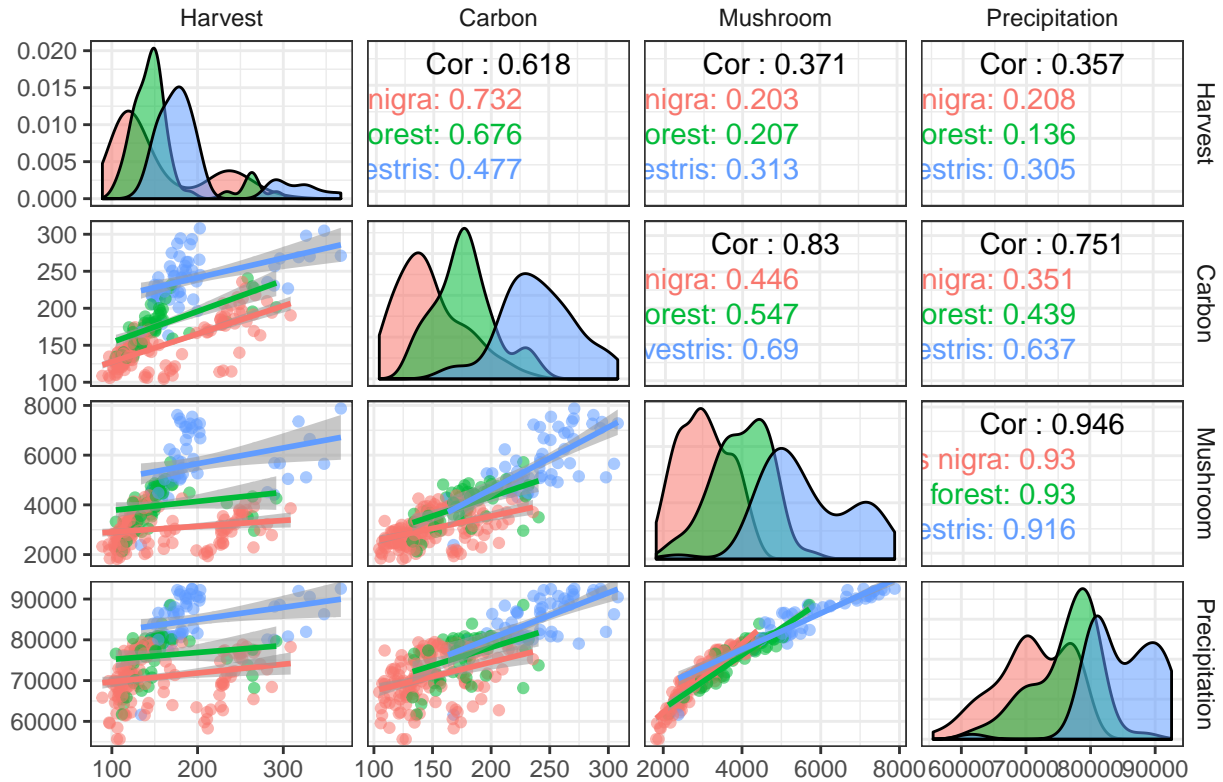 Harvest Carbon Mushroom Precipitation
0.020
0.015
0.010
0.005
0.000
Cor : 0.618
nigra: 0.732
orest: 0.676
estris: 0.477
Cor : 0.371
nigra: 0.203
orest: 0.207
estris: 0.313
Cor : 0.357
nigra: 0.208
orest: 0.136
estris: 0.305
Harvest
300
250
200
150
100
Cor : 0.83
nigra: 0.446
orest: 0.547
vestris: 0.69
Cor : 0.751
nigra: 0.351
orest: 0.439
estris: 0.637
Carbon
8000
6000
4000
2000
Cor : 0.946
s nigra: 0.93
forest: 0.93
estris: 0.916
Mushroom
90000
80000
70000
60000
Precipitation
100 200 300
100 150 200 250 300
2000 4000 6000 8000